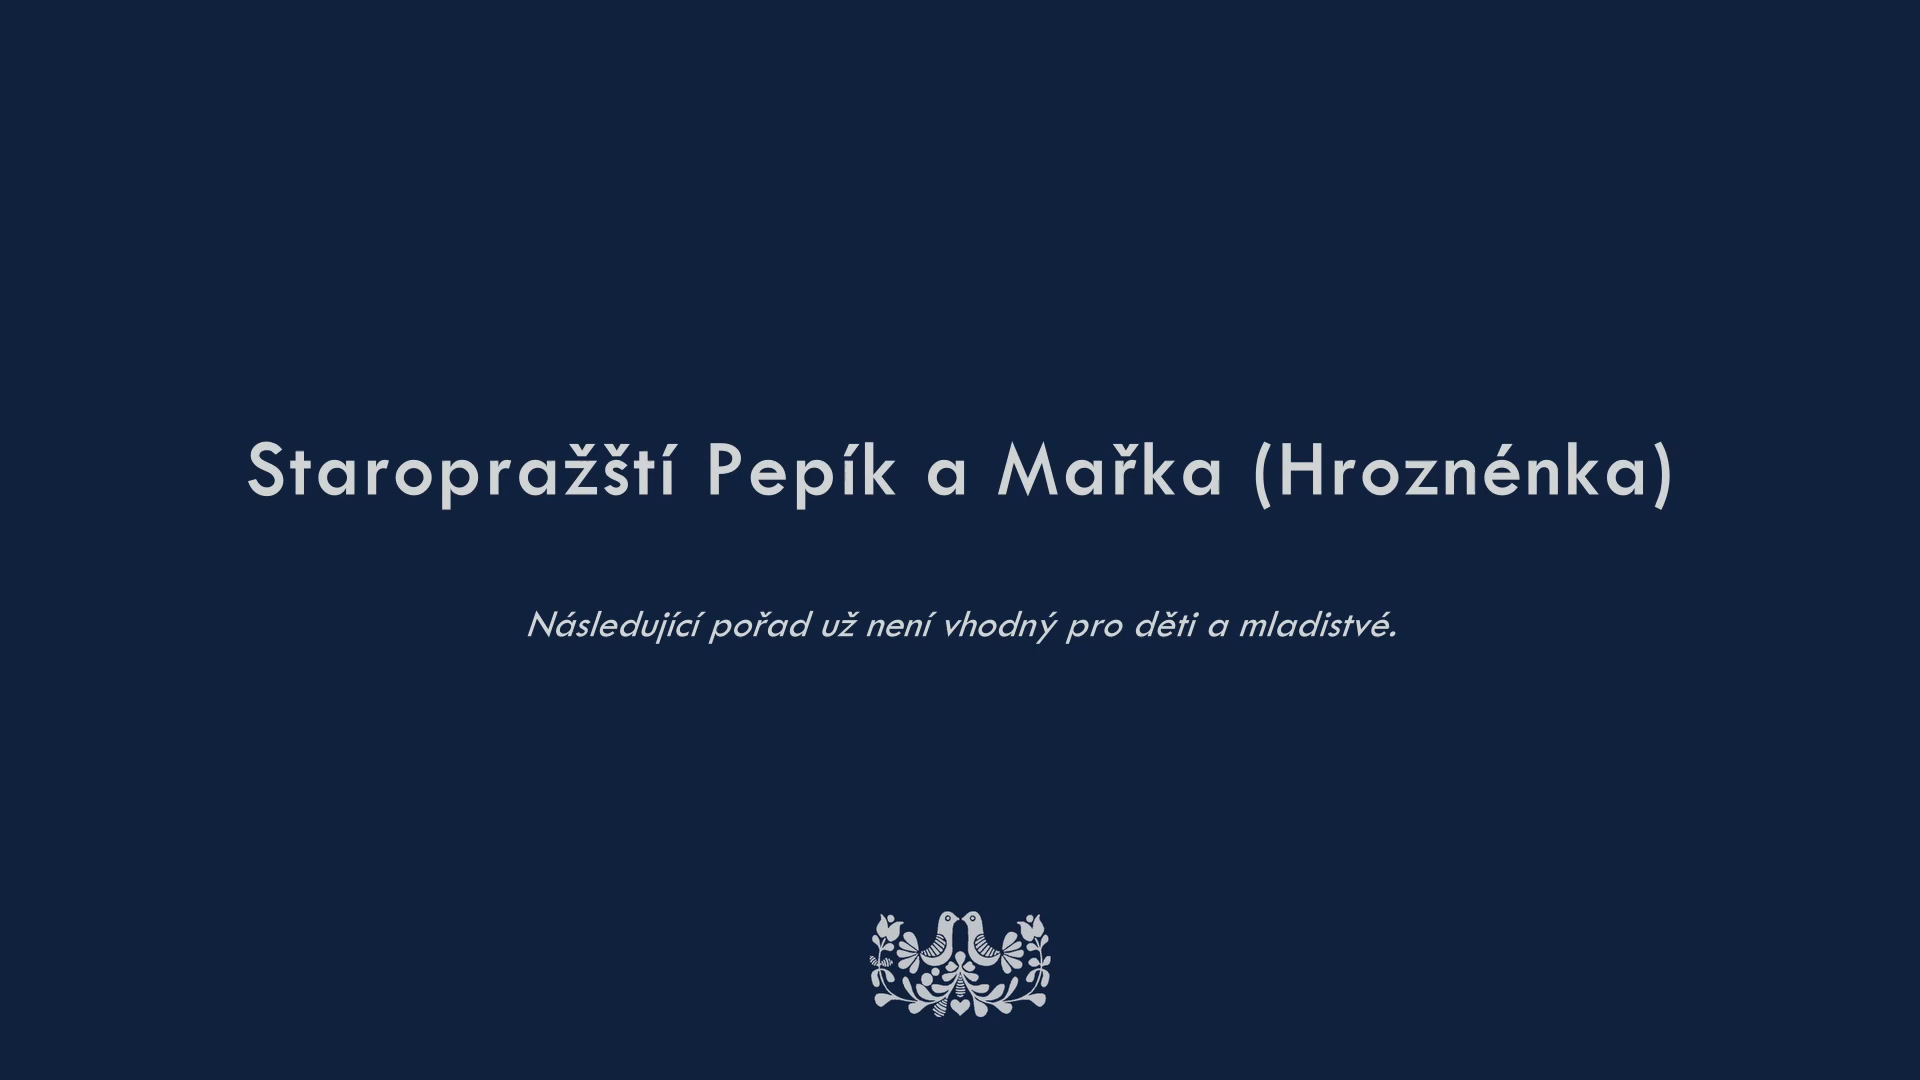 Staropražští Pepík a Mařka (Hroznénka)
Následující pořad už není vhodný pro děti a mladistvé.